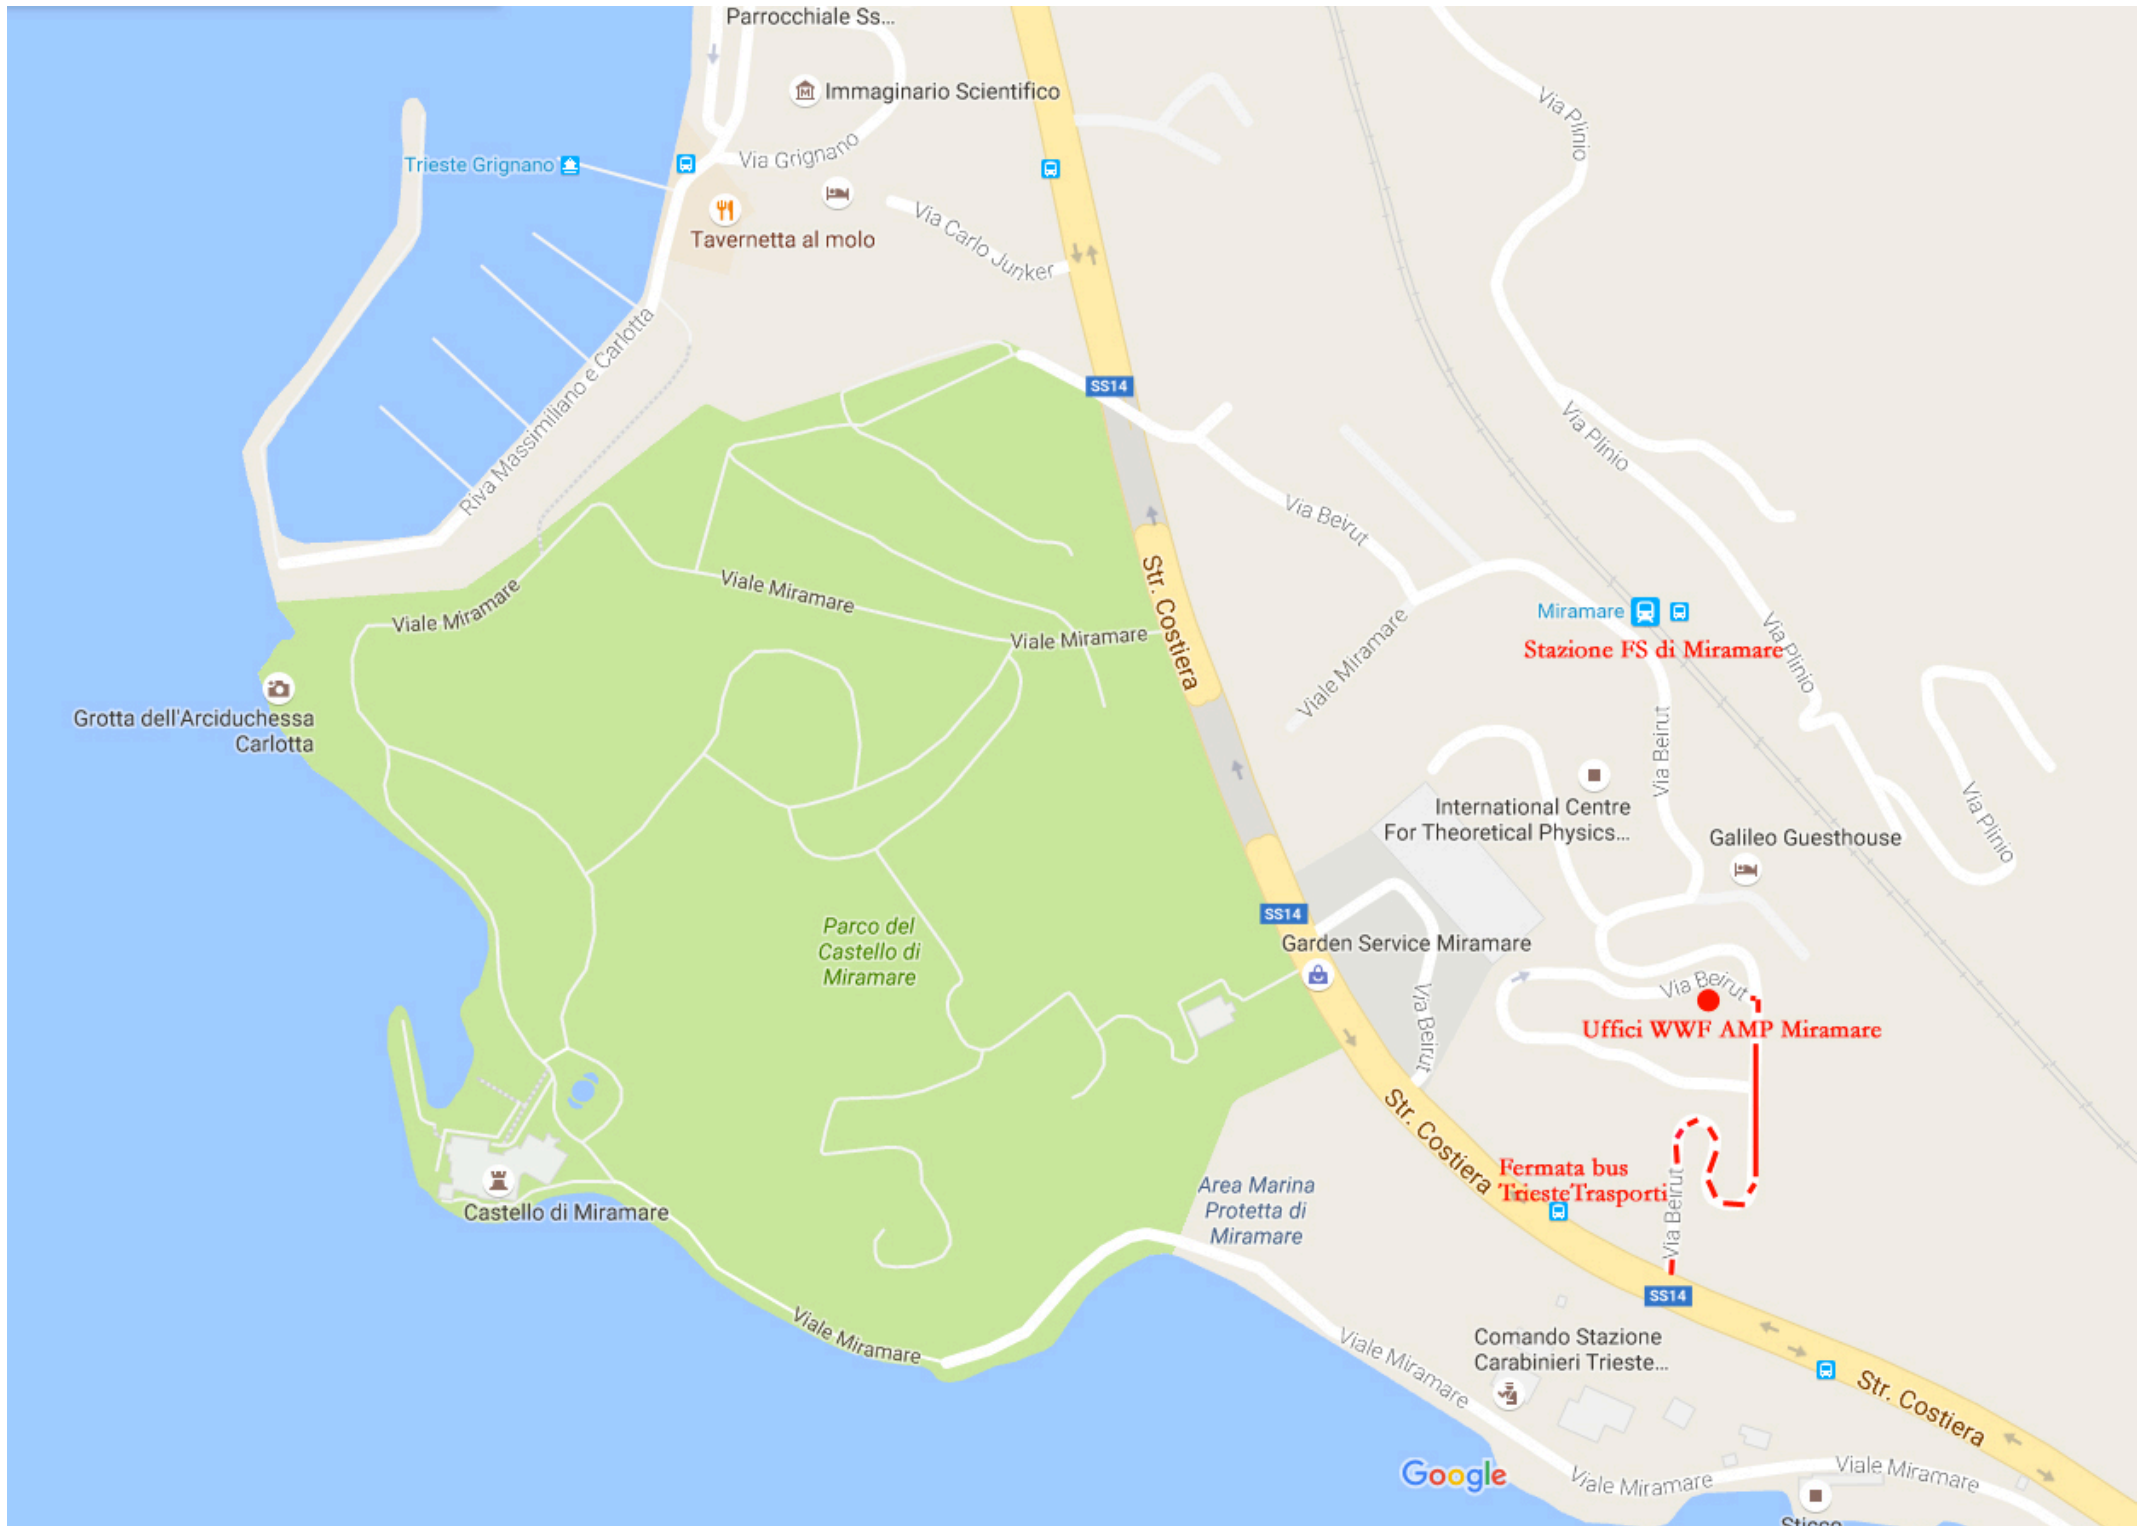 Parrocchiale Ss...
Immaginario Scientifico
Via Plinio
Trieste Grignano
Via Grignano
Tavernetta al molo
Via Carlo Junker
Riva Massimiliano e Carlotta
SS14
Via Plinio
Via Beirut
Str. Costiera
Viale Miramare
Viale Miramare
Viale Miramare
Viale Miramare
Miramare
Stazione FS di Miramare
Via Plinio
Grotta dell'Arciduchessa
Carlotta
Via Beirut
International Centre
For Theoretical Physics...
Galileo Guesthouse
Via Plinio
SS14
Parco del
Castello di
Miramare
Garden Service Miramare
Via Beirut
Via Beirut
Uffici WWF AMP Miramare
Str. Costiera
Fermata bus
TriesteTrasporti
Via Beirut
Area Marina
Protetta di
Miramare
Castello di Miramare
SS14
Viale Miramare
Viale Miramare
Comando Stazione
Carabinieri Trieste...
Str. Costiera
Google
Viale Miramare
Viale Miramare